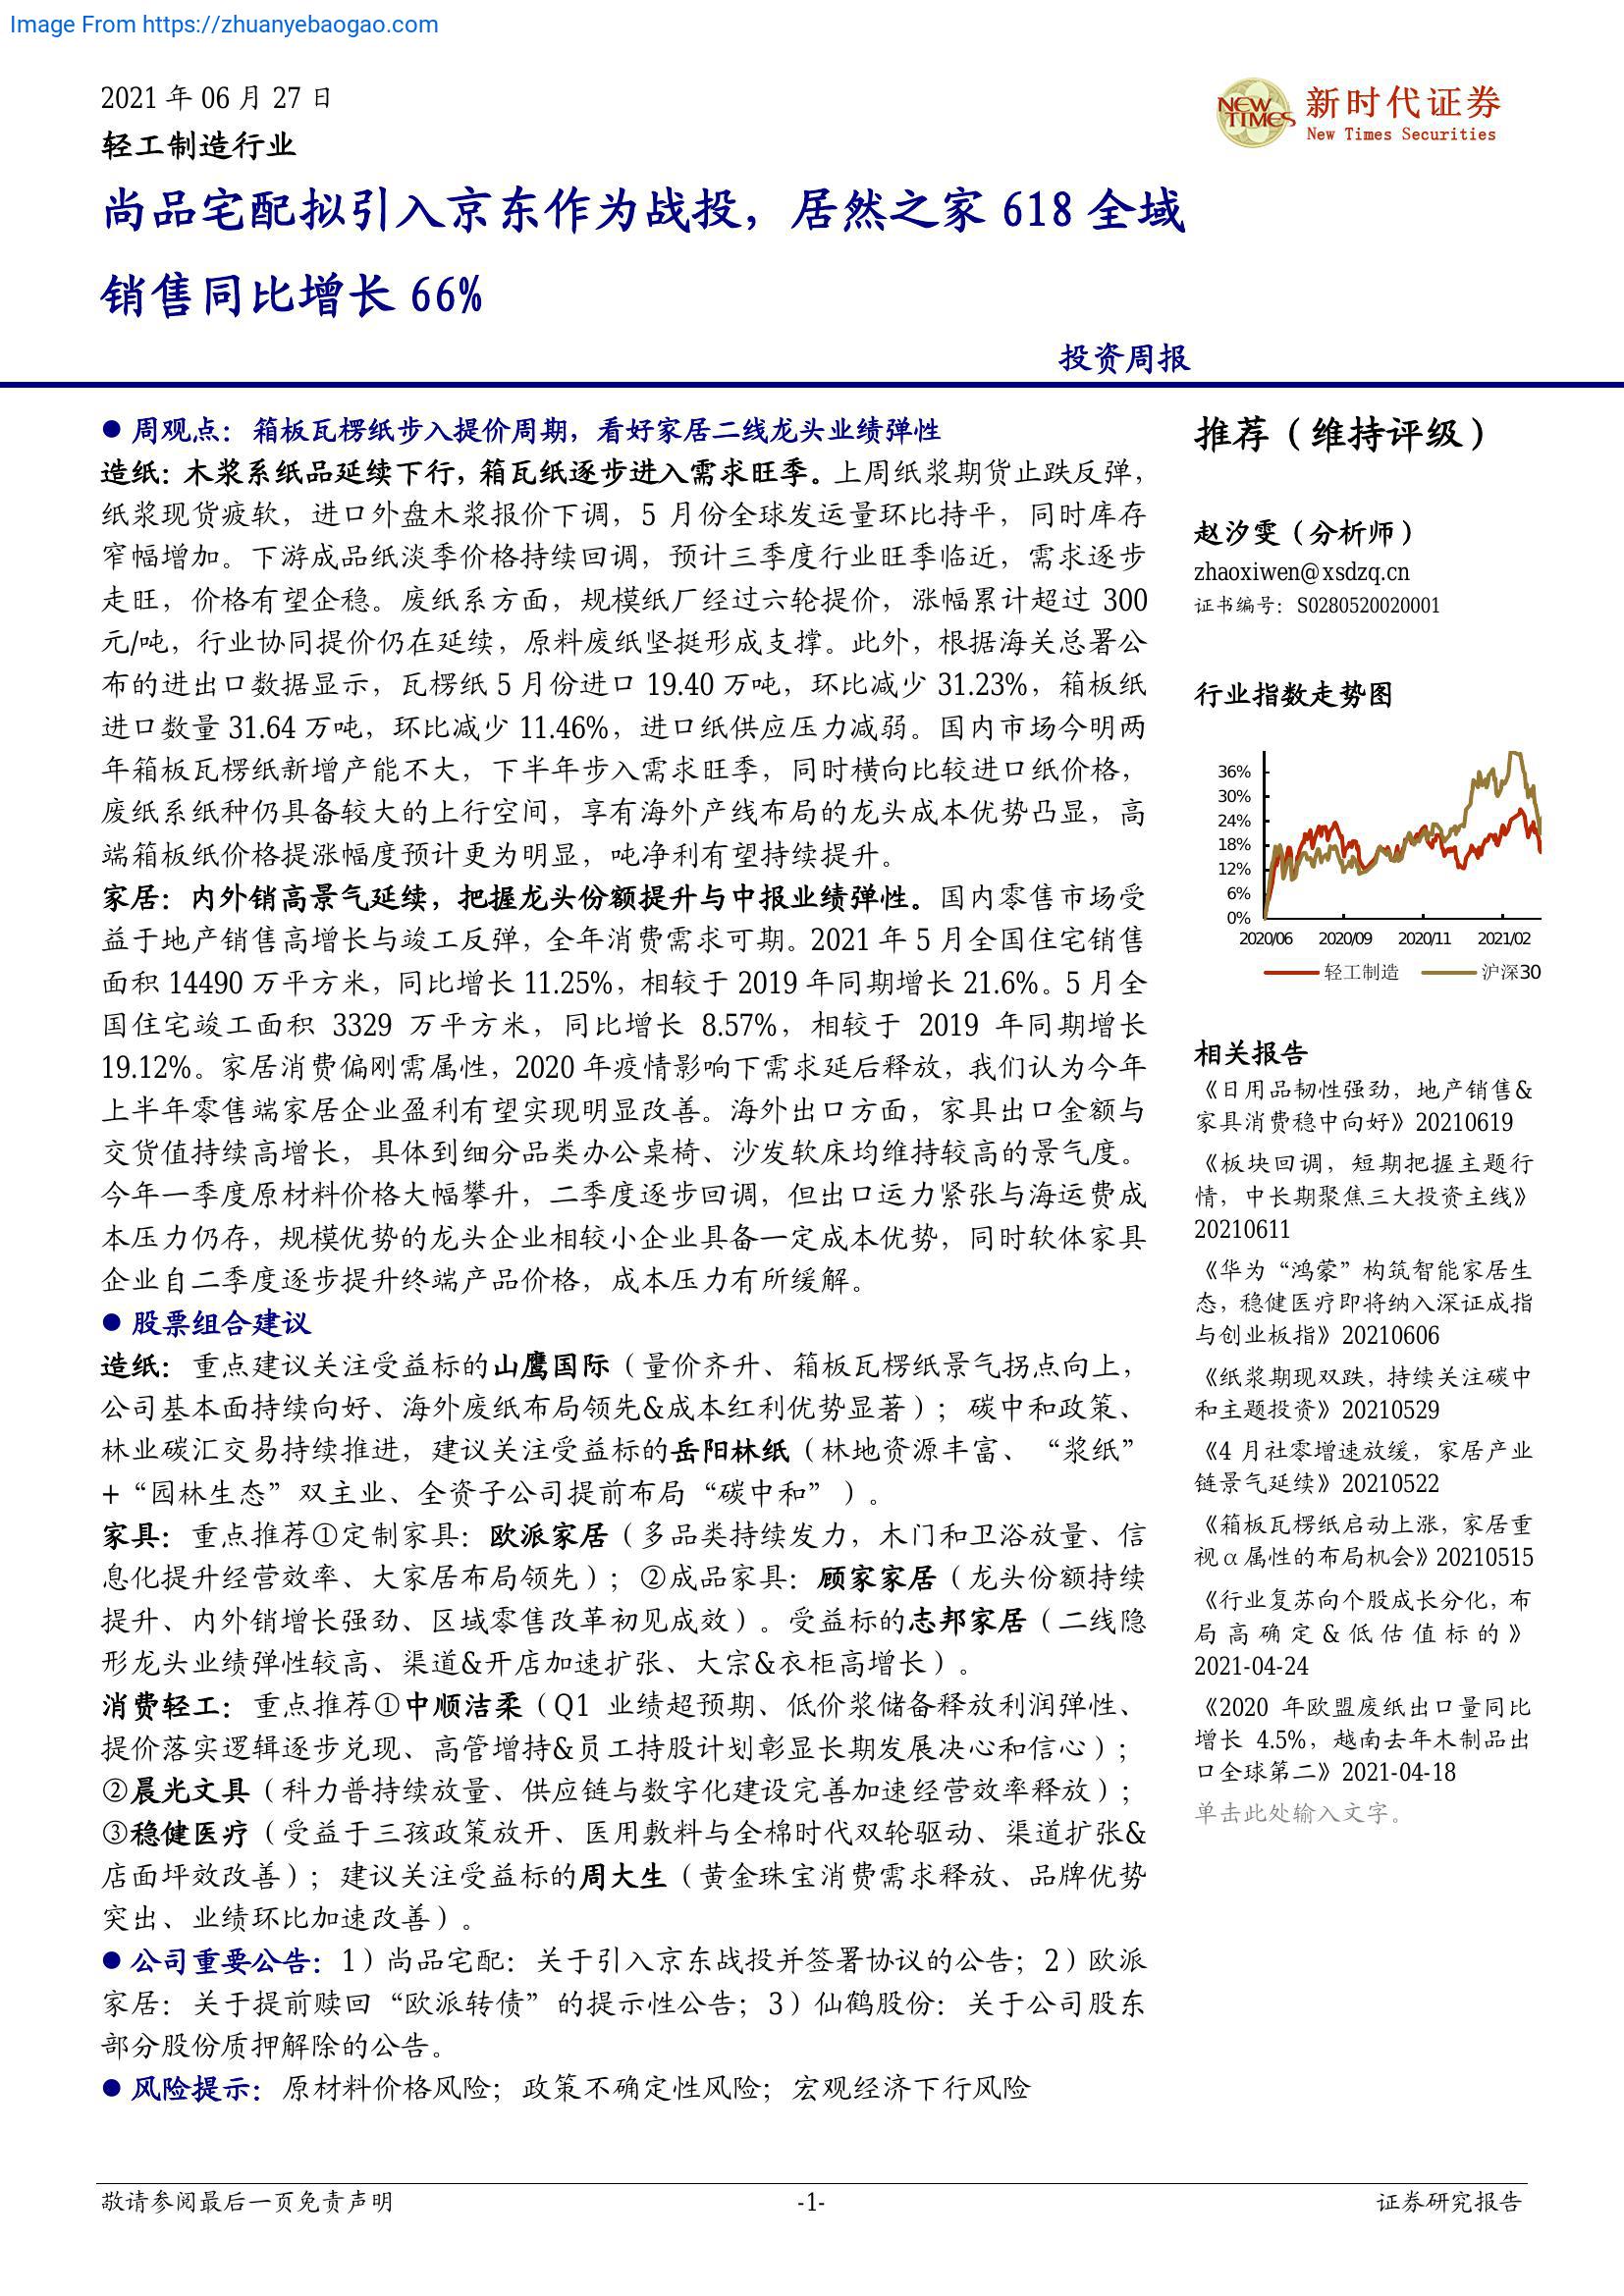 Image From https://zhuanyebaogao.com
2021 年 06 月 27 日
轻工制造行业
新时代证券
New Times Securities
NEW
TIMES
尚品宅配拟引入京东作为战投，居然之家 618 全域
销售同比增长 66%
投资周报
● 周观点：箱板瓦楞纸步入提价周期，看好家居二线龙头业绩弹性
造纸：木浆系纸品延续下行，箱瓦纸逐步进入需求旺季。上周纸浆期货止跌反弹，
纸浆现货疲软，进口外盘木浆报价下调，5 月份全球发运量环比持平，同时库存
窄幅增加。下游成品纸淡季价格持续回调，预计三季度行业旺季临近，需求逐步
走旺，价格有望企稳。废纸系方面，规模纸厂经过六轮提价，涨幅累计超过 300
元/吨，行业协同提价仍在延续，原料废纸坚挺形成支撑。此外，根据海关总署公
布的进出口数据显示，瓦楞纸 5 月份进口 19.40 万吨，环比减少 31.23%，箱板纸
进口数量 31.64 万吨，环比减少 11.46%，进口纸供应压力减弱。国内市场今明两
年箱板瓦楞纸新增产能不大，下半年步入需求旺季，同时横向比较进口纸价格，
废纸系纸种仍具备较大的上行空间，享有海外产线布局的龙头成本优势凸显，高
端箱板纸价格提涨幅度预计更为明显，吨净利有望持续提升。
家居：内外销高景气延续，把握龙头份额提升与中报业绩弹性。国内零售市场受
益于地产销售高增长与竣工反弹，全年消费需求可期。2021 年 5 月全国住宅销售
面积 14490 万平方米，同比增长 11.25%，相较于 2019 年同期增长 21.6%。5 月全
国住宅竣工面积 3329 万平方米，同比增长 8.57%，相较于 2019 年同期增长
19.12%。家居消费偏刚需属性，2020 年疫情影响下需求延后释放，我们认为今年
上半年零售端家居企业盈利有望实现明显改善。海外出口方面，家具出口金额与
交货值持续高增长，具体到细分品类办公桌椅、沙发软床均维持较高的景气度。
今年一季度原材料价格大幅攀升，二季度逐步回调，但出口运力紧张与海运费成
本压力仍存，规模优势的龙头企业相较小企业具备一定成本优势，同时软体家具
企业自二季度逐步提升终端产品价格，成本压力有所缓解。
● 股票组合建议
造纸：重点建议关注受益标的山鹰国际（量价齐升、箱板瓦楞纸景气拐点向上，
公司基本面持续向好、海外废纸布局领先&成本红利优势显著）；碳中和政策、
林业碳汇交易持续推进，建议关注受益标的岳阳林纸（林地资源丰富、“浆纸”
+“园林生态”双主业、全资子公司提前布局“碳中和”）。
家具：重点推荐①定制家具：欧派家居（多品类持续发力，木门和卫浴放量、信
息化提升经营效率、大家居布局领先）；②成品家具：顾家家居（龙头份额持续
提升、内外销增长强劲、区域零售改革初见成效）。受益标的志邦家居（二线隐
形龙头业绩弹性较高、渠道&开店加速扩张、大宗&衣柜高增长）。
消费轻工：重点推荐①中顺洁柔（Q1 业绩超预期、低价浆储备释放利润弹性、
提价落实逻辑逐步兑现、高管增持&员工持股计划彰显长期发展决心和信心）；
②晨光文具（科力普持续放量、供应链与数字化建设完善加速经营效率释放）；
③稳健医疗（受益于三孩政策放开、医用敷料与全棉时代双轮驱动、渠道扩张&
店面坪效改善）；建议关注受益标的周大生（黄金珠宝消费需求释放、品牌优势
突出、业绩环比加速改善）。
● 公司重要公告：1）尚品宅配：关于引入京东战投并签署协议的公告；2）欧派
家居：关于提前赎回“欧派转债”的提示性公告；3）仙鹤股份：关于公司股东
部分股份质押解除的公告。
● 风险提示：原材料价格风险；政策不确定性风险；宏观经济下行风险
推荐（维持评级）
赵汐雯（分析师）
zhaoxiwen@xsdzq.cn
证书编号：S0280520020001
行业指数走势图
36%
30%
24%
18%
12%
6%
0%
2020/06 2020/09 2020/11 2021/02
轻工制造 沪深30
相关报告
《日用品韧性强劲，地产销售&
家具消费稳中向好》20210619
《板块回调，短期把握主题行
情，中长期聚焦三大投资主线》
20210611
《华为“鸿蒙”构筑智能家居生
态，稳健医疗即将纳入深证成指
与创业板指》20210606
《纸浆期现双跌，持续关注碳中
和主题投资》20210529
《4 月社零增速放缓，家居产业
链景气延续》20210522
《箱板瓦楞纸启动上涨，家居重
视α属性的布局机会》20210515
《行业复苏向个股成长分化，布
局高确定&低估值标的》
2021-04-24
《2020 年欧盟废纸出口量同比
增长 4.5%，越南去年木制品出
口全球第二》2021-04-18
单击此处输入文字。
敬请参阅最后一页免责声明
-1-
证券研究报告